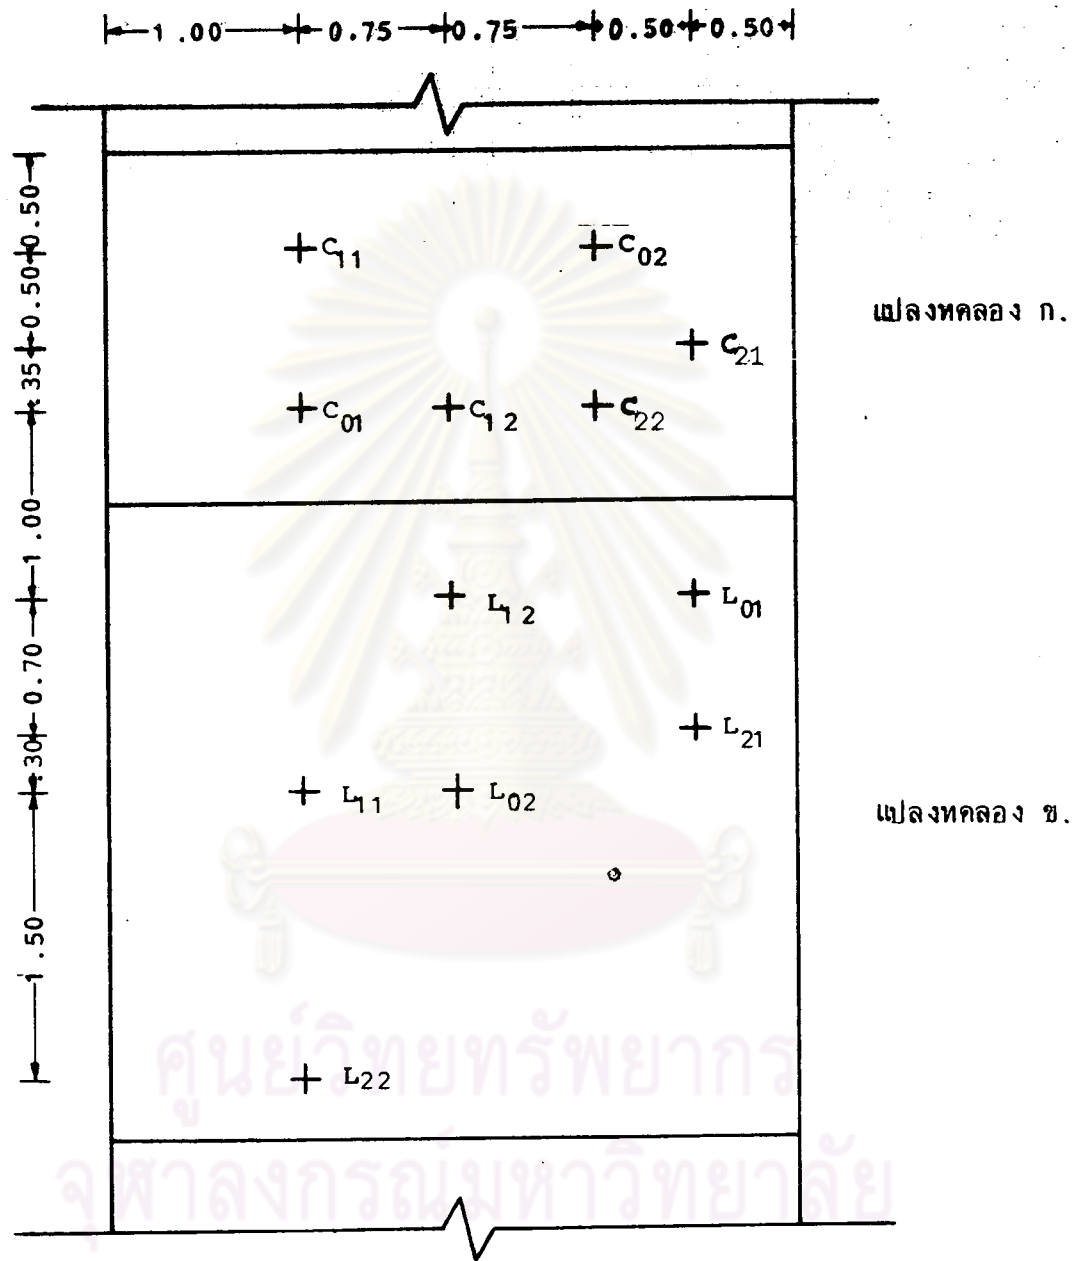 1.00 0.75 0.75 0.50 0.50
0.50
C11 C02
0.50
แปลงทดลอง ก.
C21
.35
C01 C12 C22
1.00
L12 L01
0.70
L21
.30
L11 L02
แปลงทดลอง ข.
1.50
L22
ศูนย์วิทยทรัพยากร
จุฬาลงกรณ์มหาวิทยาลัย